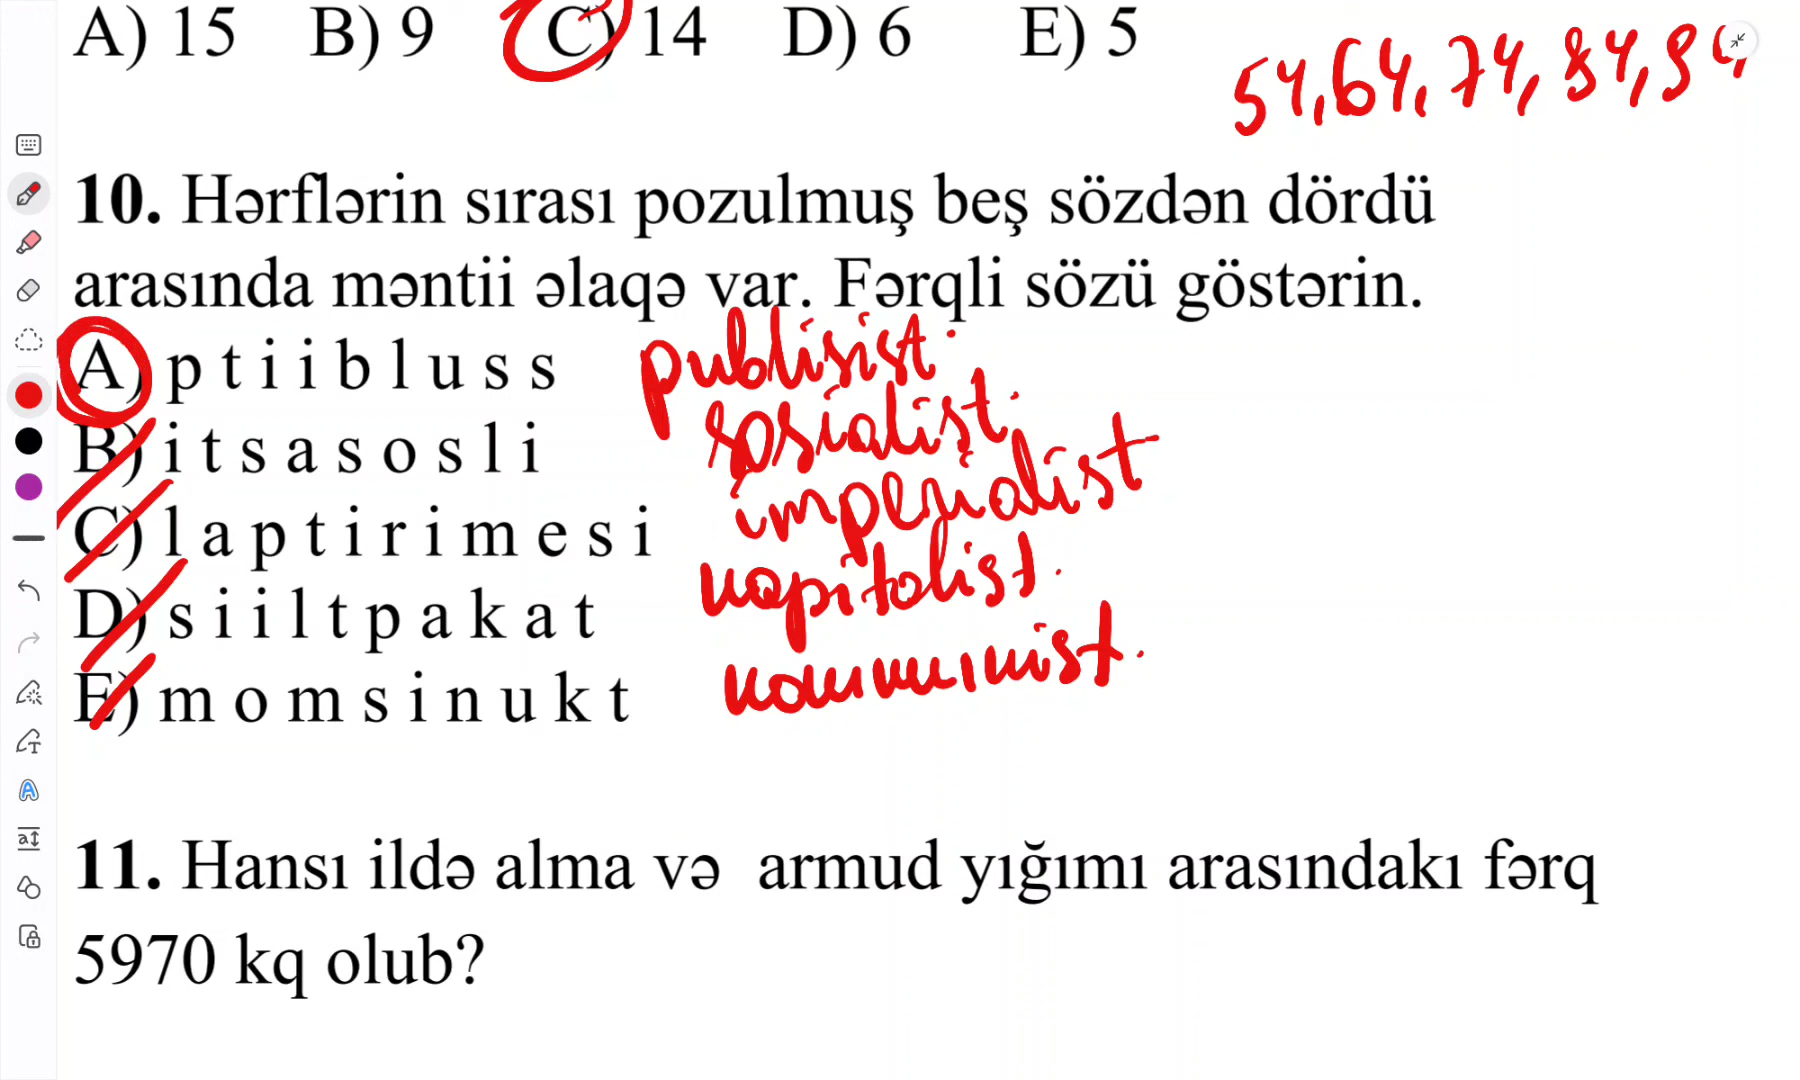 A) 15 B) 9 C) 14 D) 6 E) 5
54, 64, 74, 84, 94
10. Hərflərin sırası pozulmuş beş sözdən dördü
arasında məntii əlaqə var. Fərqli sözü göstərin.
A) p t i i b l u s s publisist.
B) i t s a s o s l i sosialist.
C) l a p t i r i m e s i imperialist
D) s i i l t p a k a t kapitalist.
E) m o m s i n u k t kommunist.
11. Hansı ildə alma və armud yığımı arasındakı fərq
5970 kq olub?